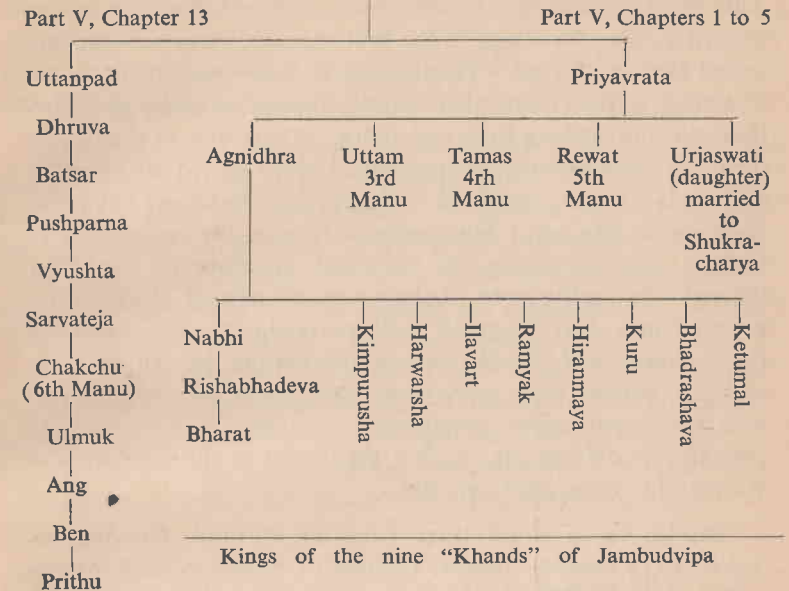 Part V, Chapter 13
Part V, Chapters 1 to 5
Uttanpad
Dhruva
Batsar
Pushparna
Vyushta
Sarvateja
Chakchu
(6th Manu)
Ulmuk
Ang
Ben
Prithu
Priyavrata
Agnidhra
Uttam
3rd
Manu
Tamas
4rh
Manu
Rewat
5th
Manu
Urjaswati
(daughter)
married
to
Shukra-
charya
Nabhi
Rishabhadeva
Bharat
Kimpurusha
Harwarsha
Ilavart
Ramyak
Hiranmaya
Kuru
Bhadrashava
Ketumal
Kings of the nine "Khands" of Jambudvipa